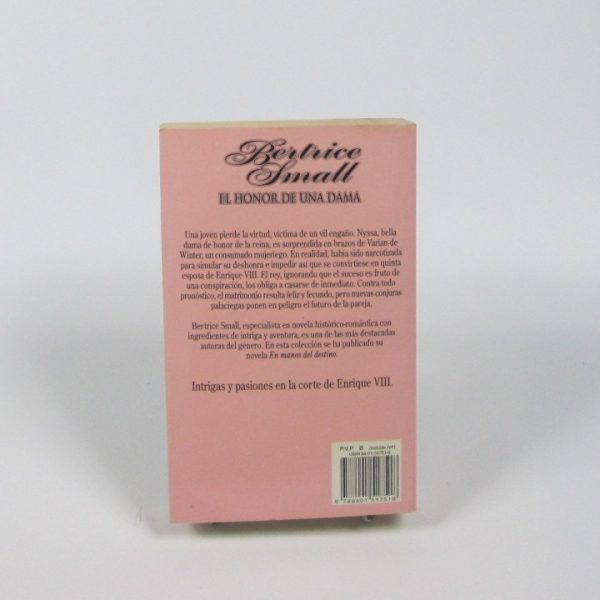 Bertrice
Small
EL HONOR DE UNA DAMA
Una joven pierde la virtud, víctima de un vil engaño. Nyssa, bella
dama de honor de la reina, es sorprendida en brazos de Varian de
Winter, un consumado mujeriego. En realidad, había sido narcotizada
para simular su deshonra e impedir así que se convirtiese en quinta
esposa de Enrique VIII. El rey, ignorando que el suceso es fruto de
una conspiración, los obliga a casarse de inmediato. Contra todo
pronóstico, el matrimonio resulta feliz y fecundo, pero nuevas conjuras
palaciegas ponen en peligro el futuro de la pareja.
Bertrice Small, especialista en novela histórico-romántica con
ingredientes de intriga y aventura, es una de las más destacadas
autoras del género. En esta colección se ha publicado su
novela En manos del destino.
Intrigas y pasiones en la corte de Enrique VIII.
P.V.P. B